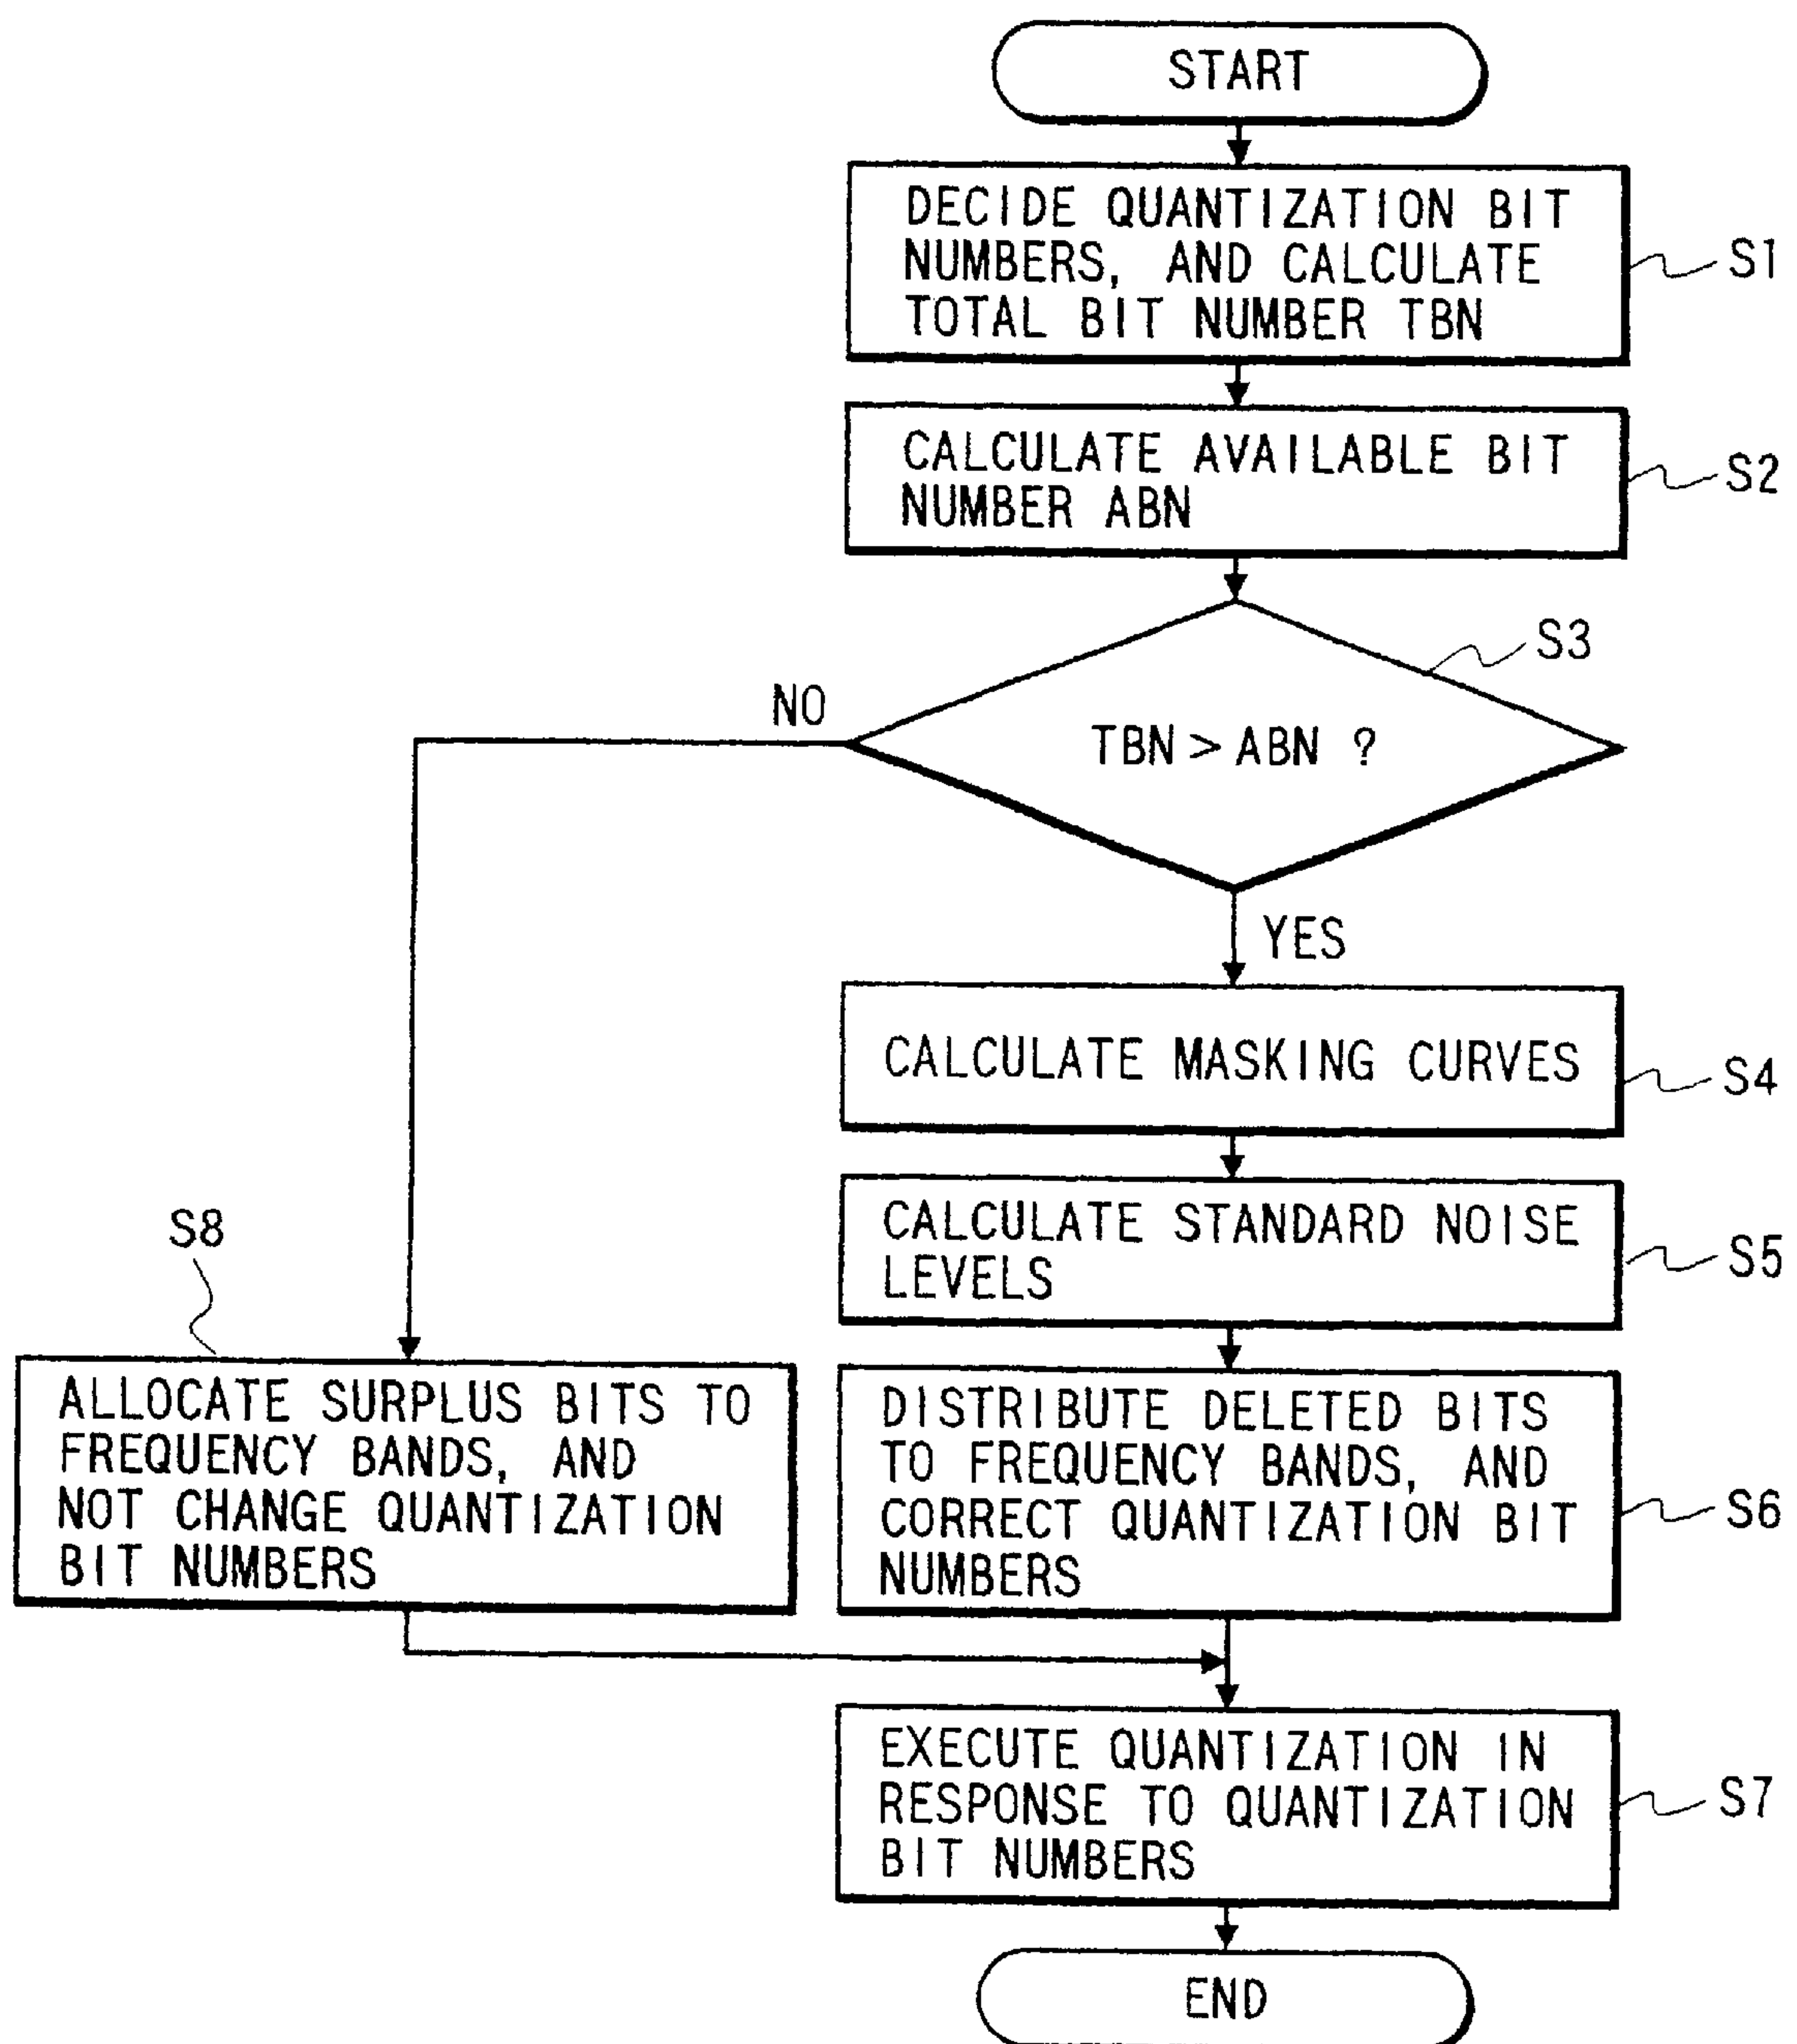 START
DECIDE QUANTIZATION BIT
NUMBERS, AND CALCULATE
TOTAL BIT NUMBER TBN
S1
CALCULATE AVAILABLE BIT
NUMBER ABN
S2
S3
NO
TBN > ABN ?
YES
CALCULATE MASKING CURVES
S4
CALCULATE STANDARD NOISE
LEVELS
S5
S8
ALLOCATE SURPLUS BITS TO
FREQUENCY BANDS, AND
NOT CHANGE QUANTIZATION
BIT NUMBERS
DISTRIBUTE DELETED BITS
TO FREQUENCY BANDS, AND
CORRECT QUANTIZATION BIT
NUMBERS
S6
EXECUTE QUANTIZATION IN
RESPONSE TO QUANTIZATION
BIT NUMBERS
S7
END